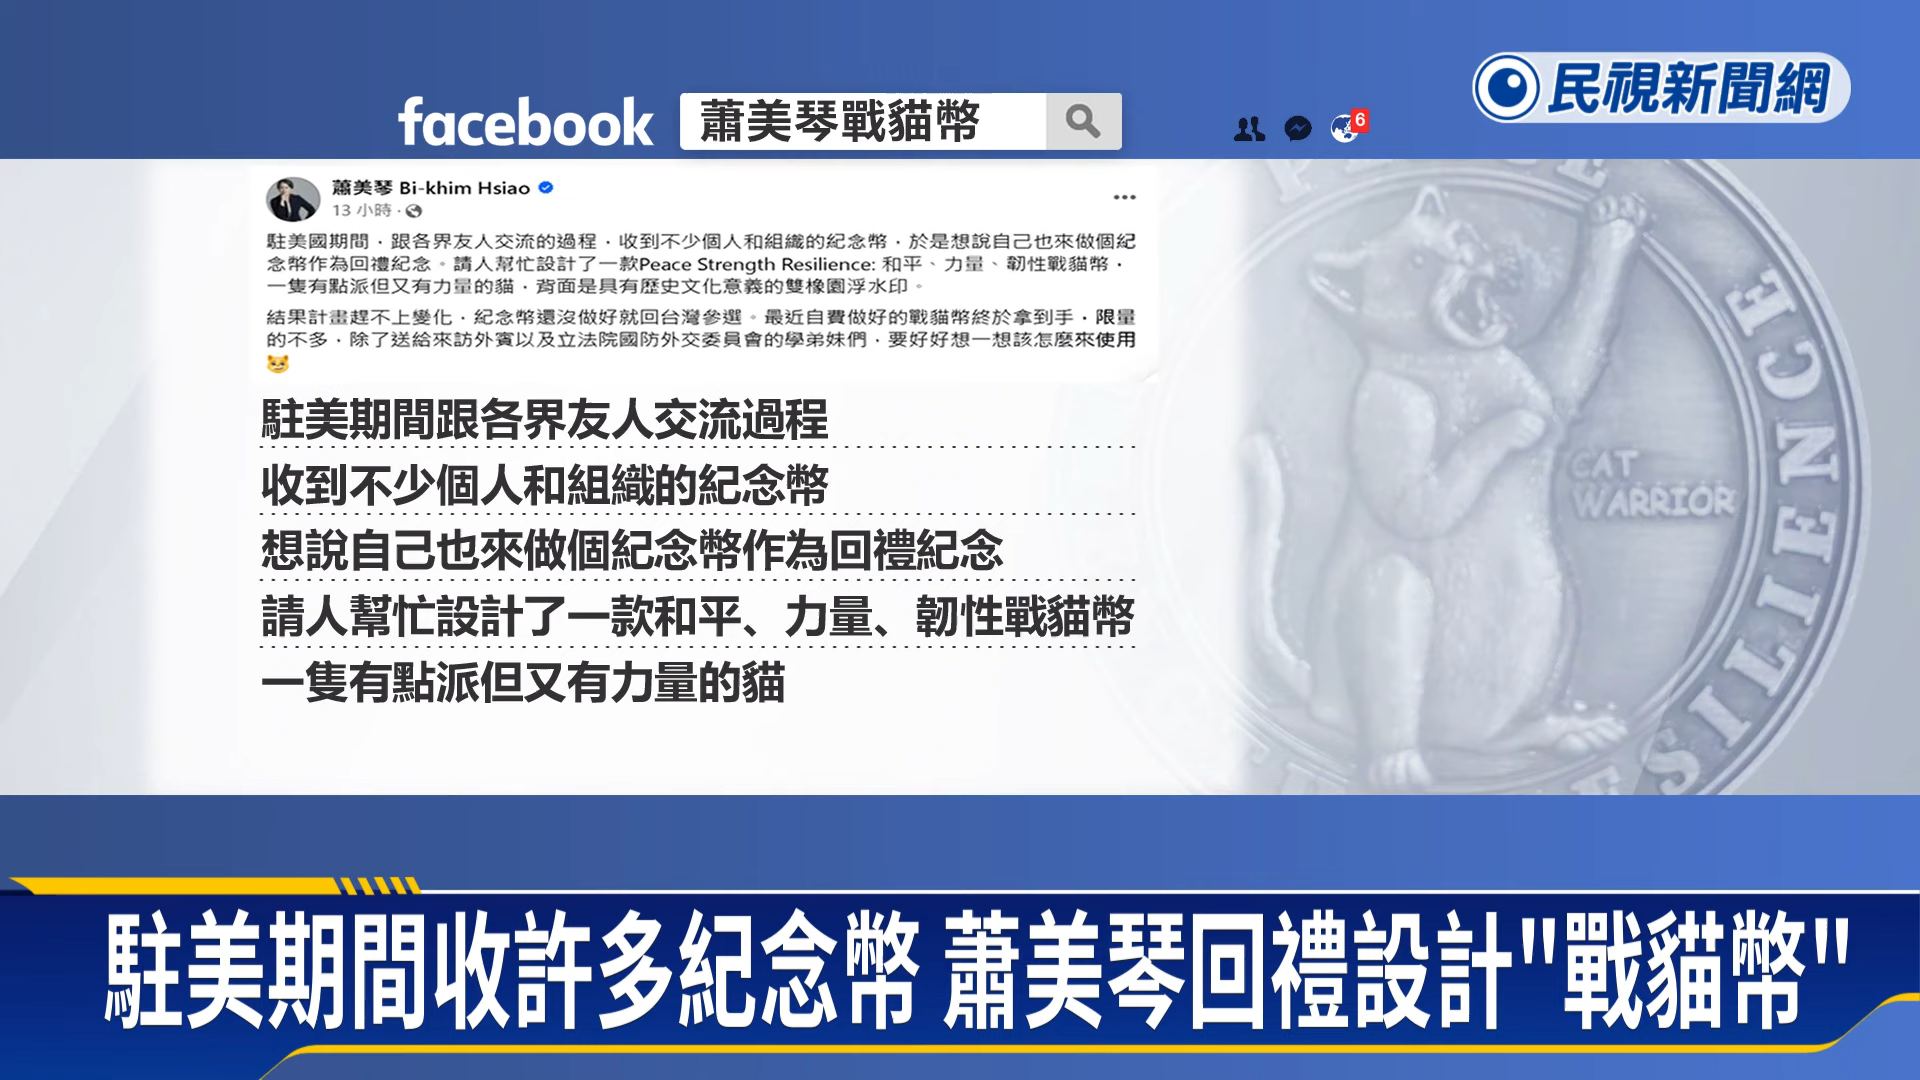 民視新聞網
facebook
蕭美琴戰貓幣
6
蕭美琴 Bi-khim Hsiao
13 小時 ·
駐美國期間，跟各界友人交流的過程，收到不少個人和組織的紀念幣，於是想說自己也來做個紀
念幣作為回禮紀念。請人幫忙設計了一款Peace Strength Resilience: 和平、力量、韌性戰貓幣，
一隻有點派但又有力量的貓，背面是具有歷史文化意義的雙橡園浮水印。
結果計畫趕不上變化，紀念幣還沒做好就回台灣參選。最近自費做好的戰貓幣終於拿到手，限量
的不多，除了送給來訪外賓以及立法院國防外交委員會的學弟妹們，要好好想一想該怎麼來使用
駐美期間跟各界友人交流過程
收到不少個人和組織的紀念幣
想說自己也來做個紀念幣作為回禮紀念
請人幫忙設計了一款和平、力量、韌性戰貓幣
一隻有點派但又有力量的貓
CAT
WARRIOR
RESILIENCE
駐美期間收許多紀念幣 蕭美琴回禮設計"戰貓幣"